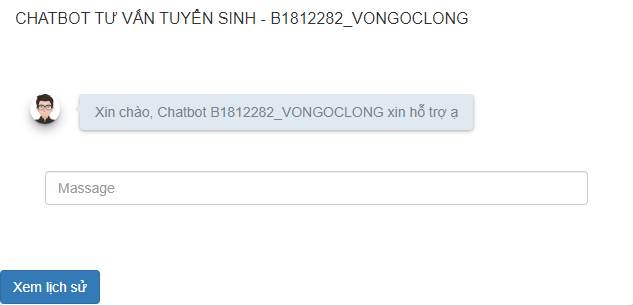 CHATBOT TƯ VẤN TUYỂN SINH - B1812282_VONGOCLONG
Xin chào, Chatbot B1812282_VONGOCLONG xin hỗ trợ ạ
Massage
Xem lịch sử